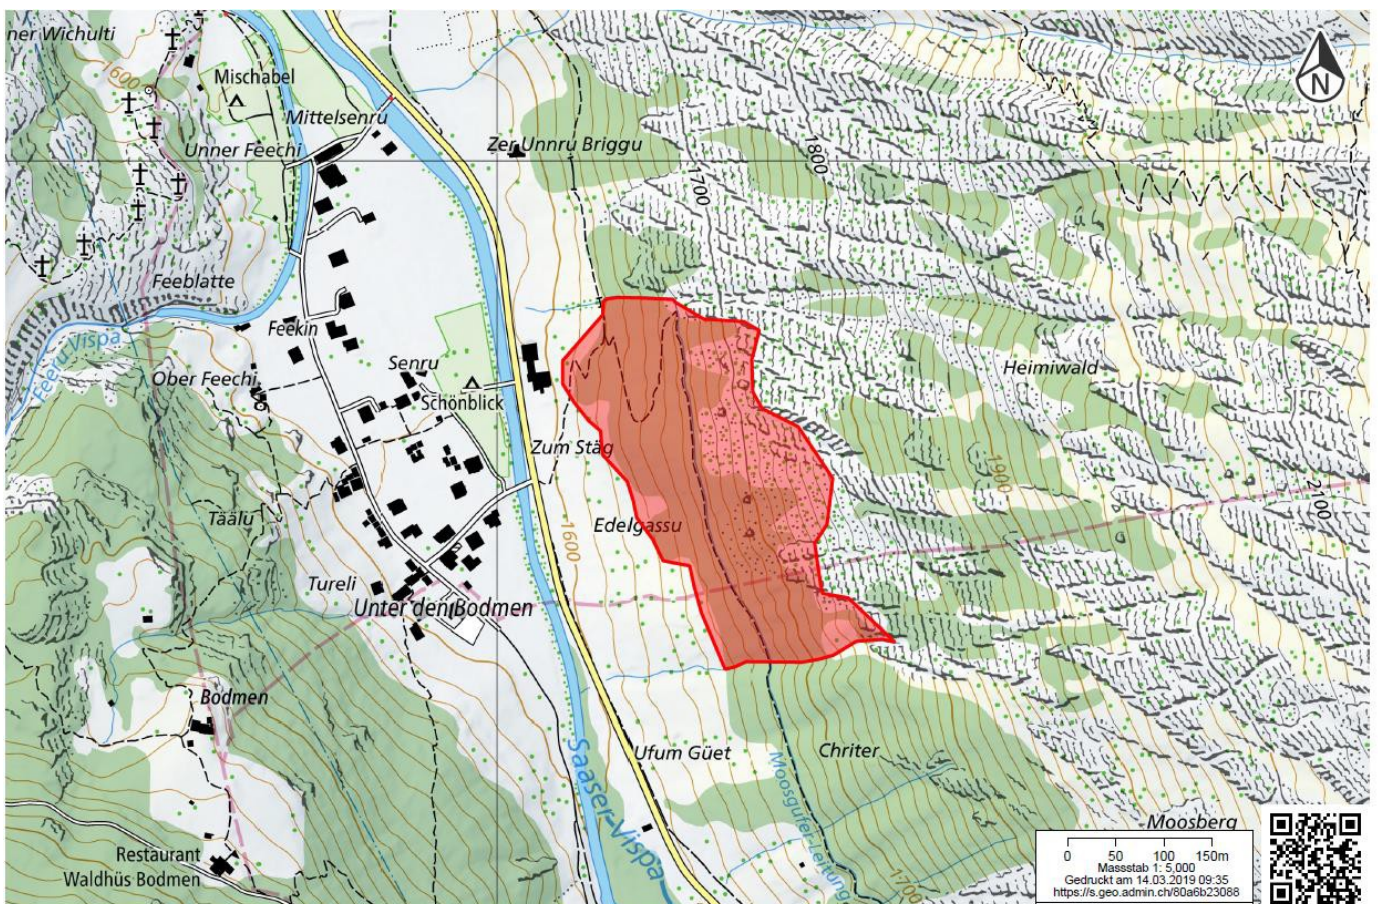 ner Wichulti
1600
Mischabel
Mittelsenru
Unner Feechi
Zer Unnru Briggu
1800
1700
N
Feeblatte
Feeru Vispa
Feekin
Senru
Ober Feechi
Schönblick
Heimiwald
Zum Stäg
1900
2100
Täälu
Edelgassu
1600
Tureli
Unter den Bodmen
Bodmen
Saaser-Vispa
Ufum Güet
Chriter
Moosgufer-Leitung
Moosberg
Restaurant
Waldhüs Bodmen
1700
0 50 100 150m
Massstab 1: 5,000
Gedruckt am 14.03.2019 09:35
https://s.geo.admin.ch/80a6b23088